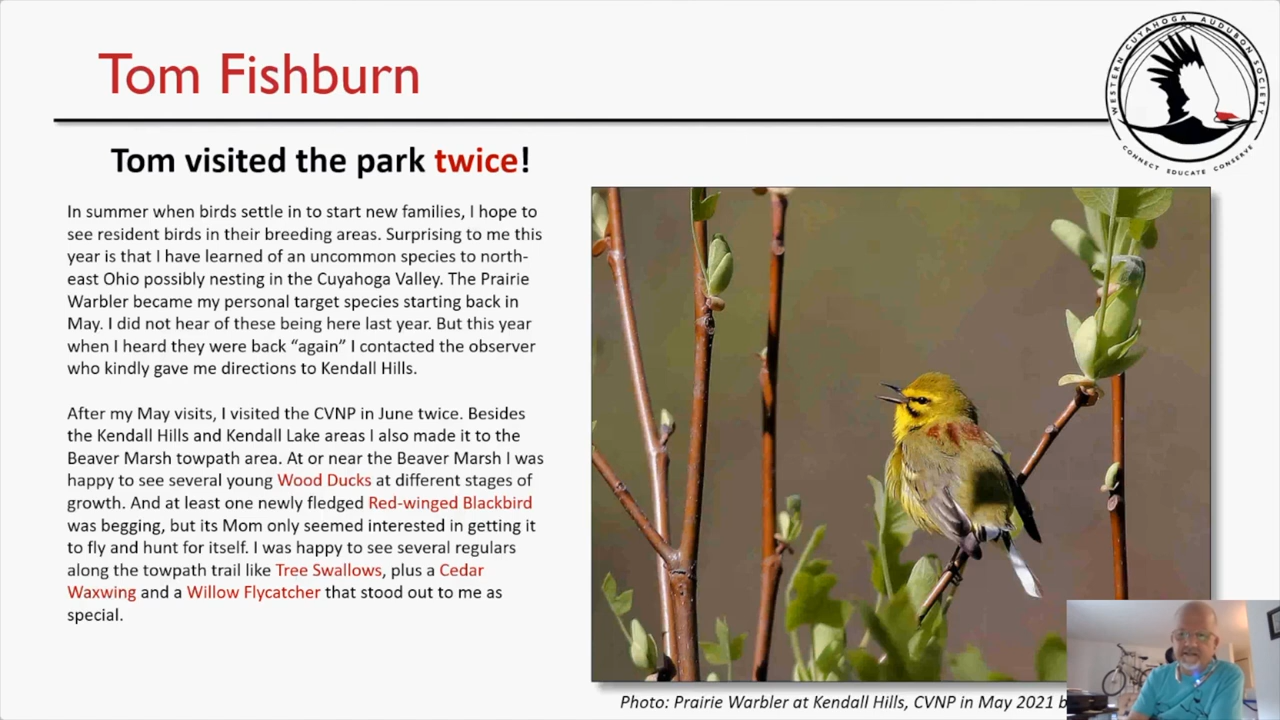 Tom Fishburn
WESTERN CUYAHOGA AUDUBON SOCIETY
CONNECT EDUCATE CONSERVE
Tom visited the park twice!
In summer when birds settle in to start new families, I hope to
see resident birds in their breeding areas. Surprising to me this
year is that I have learned of an uncommon species to north-
east Ohio possibly nesting in the Cuyahoga Valley. The Prairie
Warbler became my personal target species starting back in
May. I did not hear of these being here last year. But this year
when I heard they were back “again” I contacted the observer
who kindly gave me directions to Kendall Hills.
After my May visits, I visited the CVNP in June twice. Besides
the Kendall Hills and Kendall Lake areas I also made it to the
Beaver Marsh towpath area. At or near the Beaver Marsh I was
happy to see several young Wood Ducks at different stages of
growth. And at least one newly fledged Red-winged Blackbird
was begging, but its Mom only seemed interested in getting it
to fly and hunt for itself. I was happy to see several regulars
along the towpath trail like Tree Swallows, plus a Cedar
Waxwing and a Willow Flycatcher that stood out to me as
special.
Photo: Prairie Warbler at Kendall Hills, CVNP in May 2021